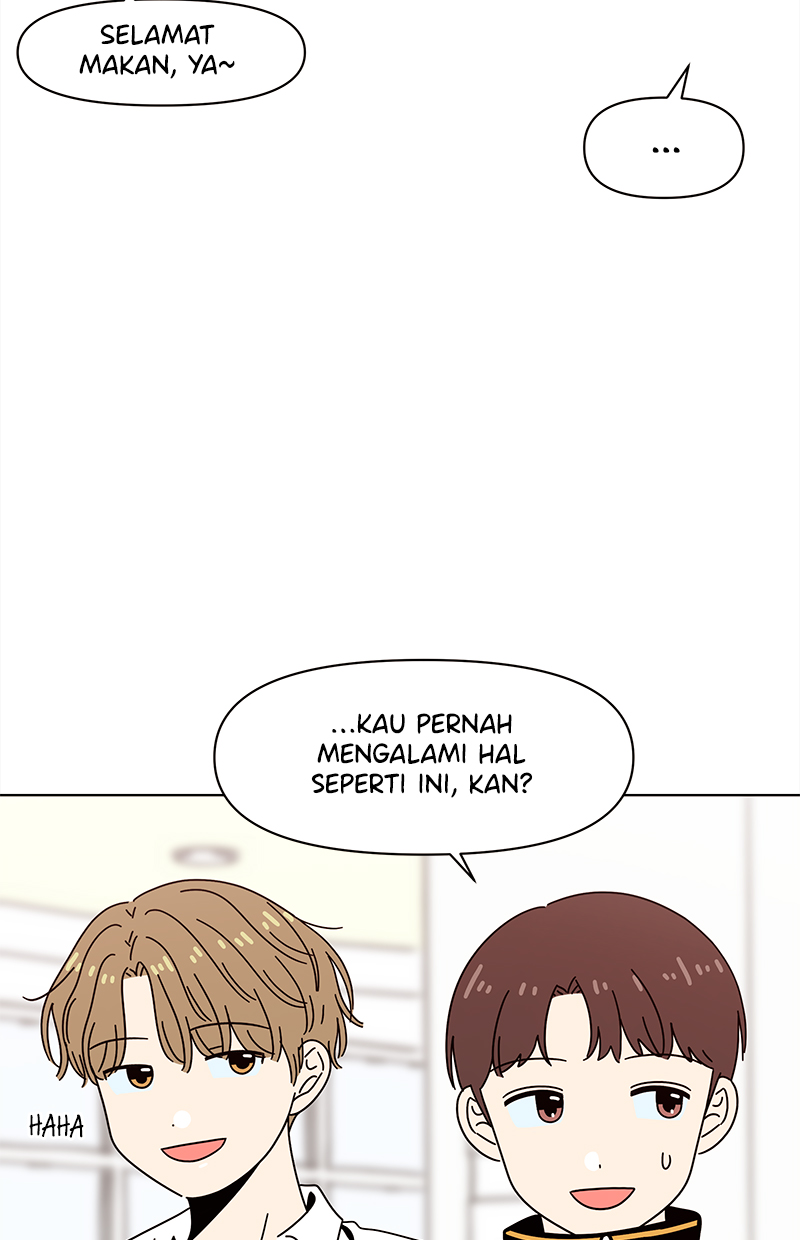 SELAMAT
MAKAN, YA~
...
...KAU PERNAH
MENGALAMI HAL
SEPERTI INI, KAN?
HAHA